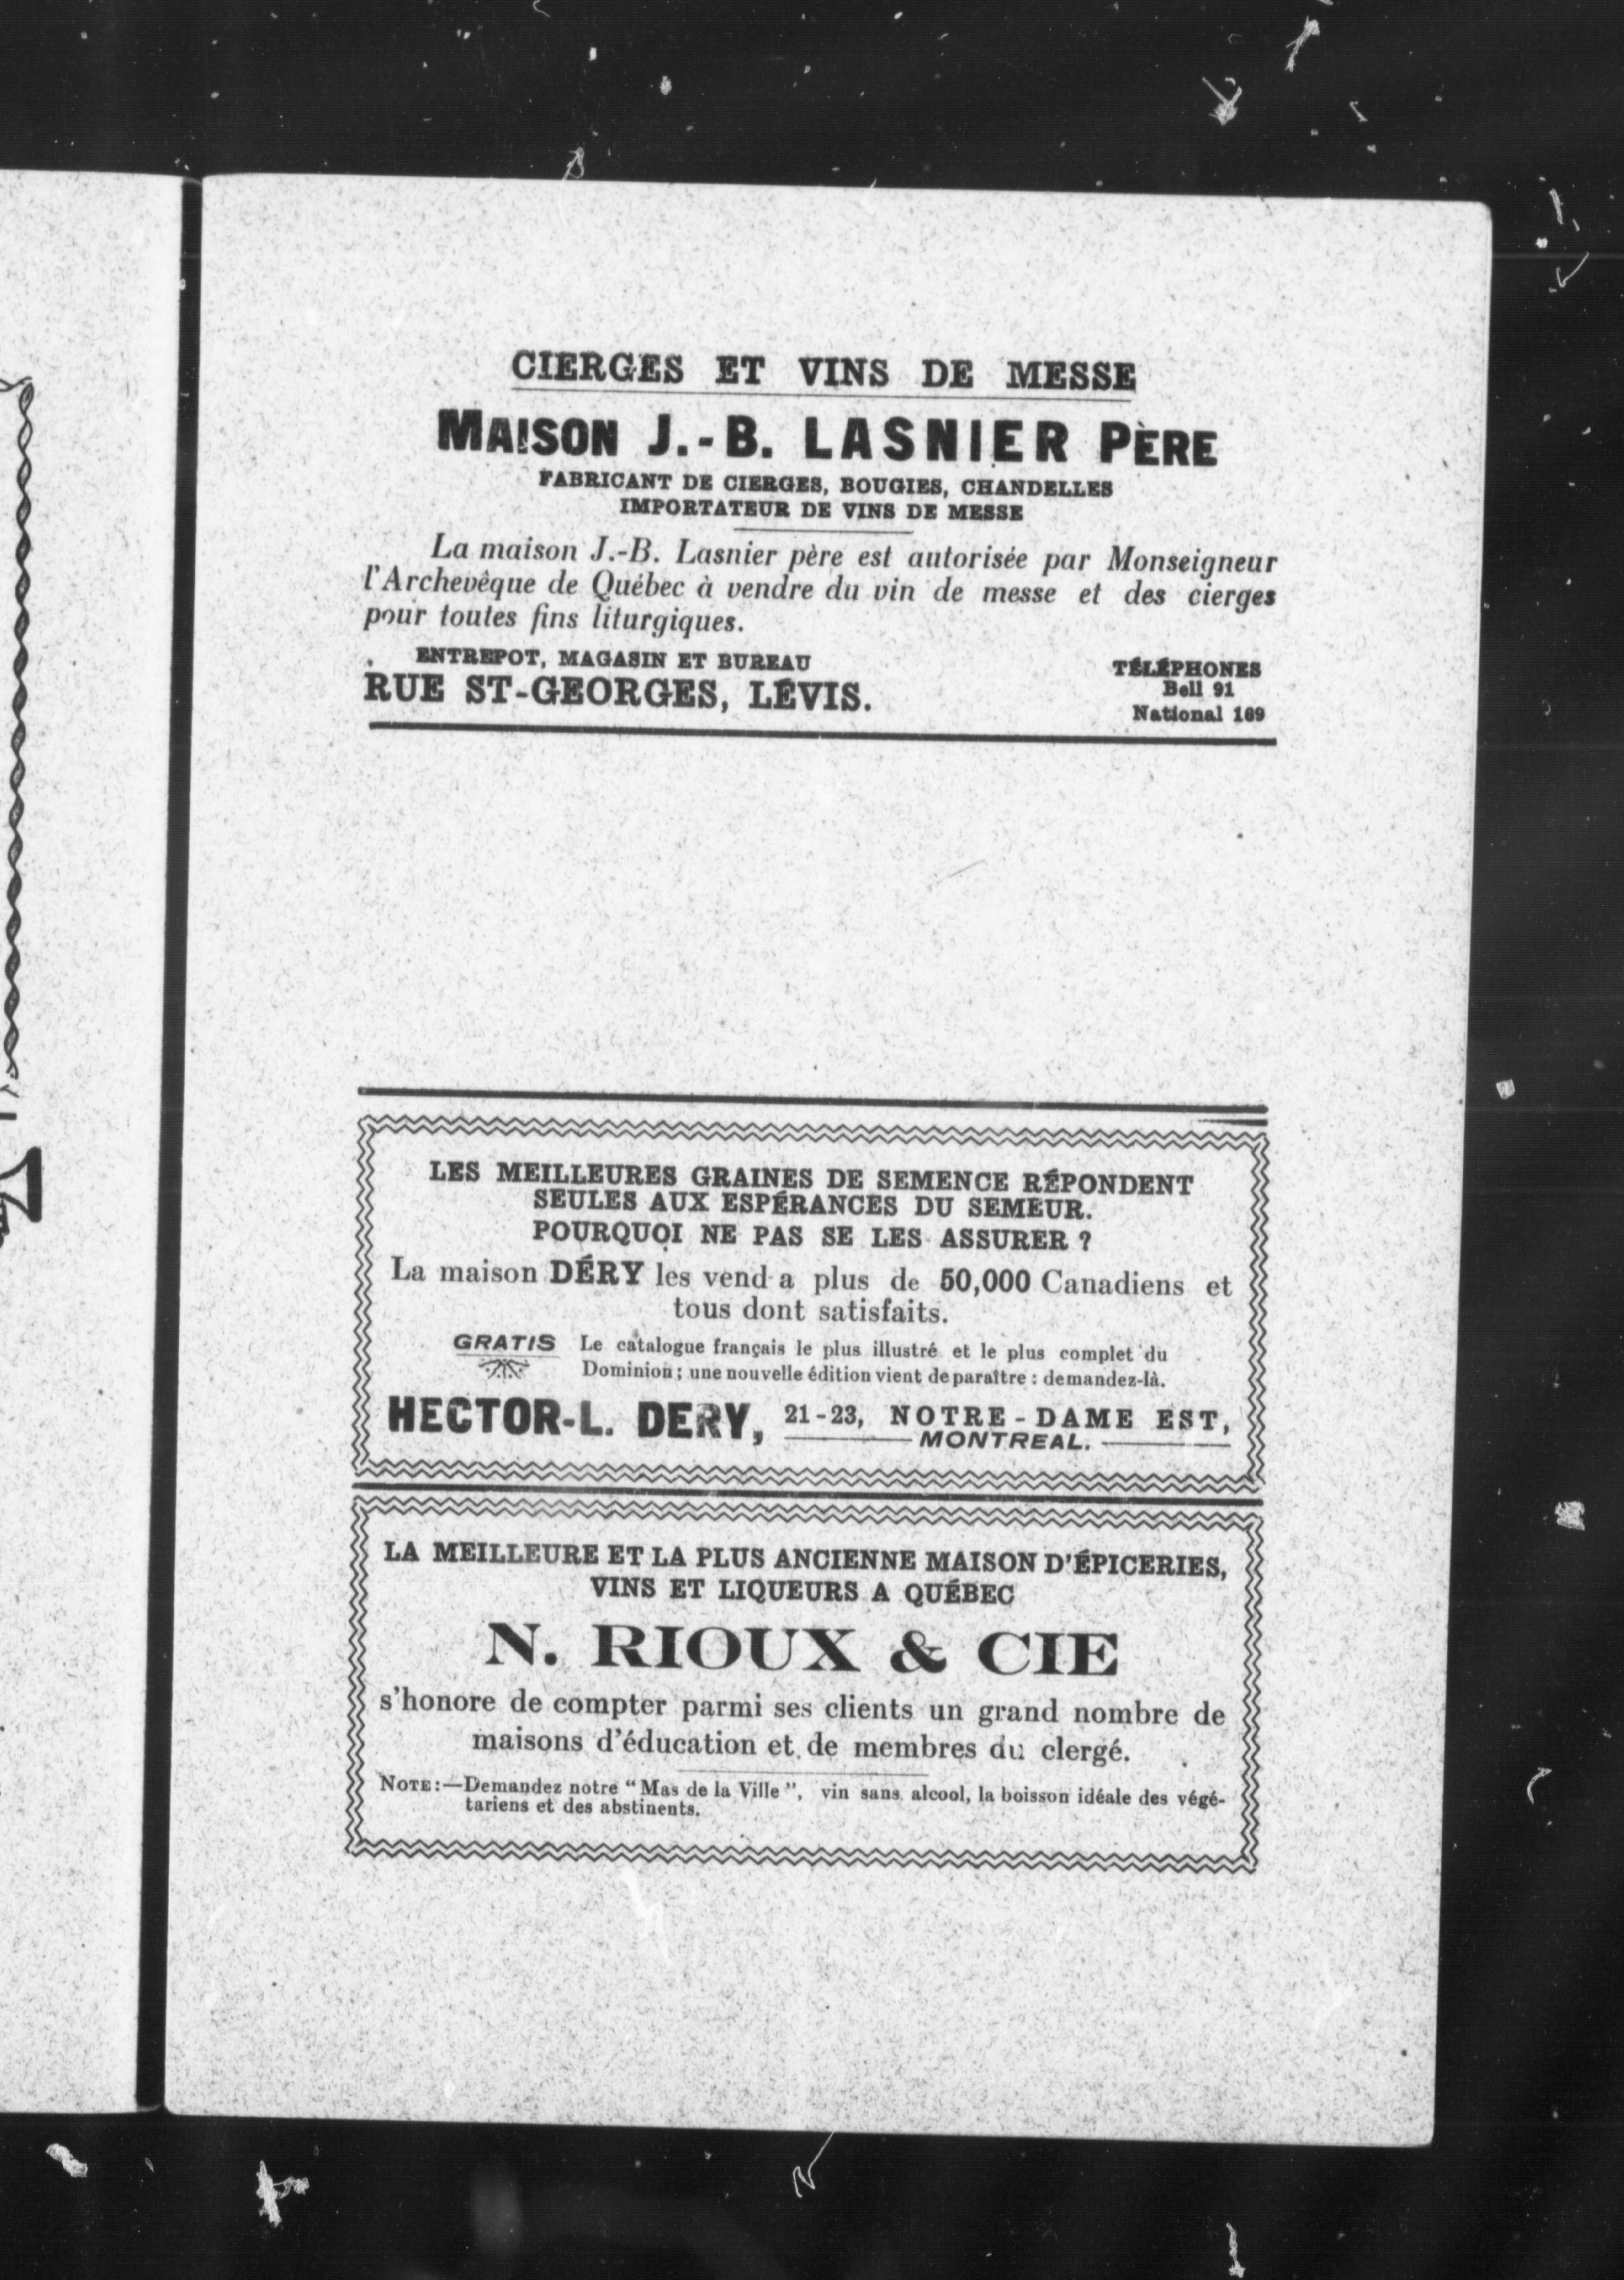 CIERGES ET VINS DE MESSE
MAISON J.-B. LASNIER PÈRE
FABRICANT DE CIERGES, BOUGIES, CHANDELLES
IMPORTATEUR DE VINS DE MESSE
La maison J.-B. Lasnier père est autorisée par Monseigneur
l'Archevêque de Québec à vendre du vin de messe et des cierges
pour toutes fins liturgiques.
ENTREPOT, MAGASIN ET BUREAU
RUE ST-GEORGES, LÉVIS.
TÉLÉPHONES
Bell 91
National 169
LES MEILLEURES GRAINES DE SEMENCE RÉPONDENT
SEULES AUX ESPÉRANCES DU SEMEUR.
POURQUOI NE PAS SE LES ASSURER ?
La maison DÉRY les vend a plus de 50,000 Canadiens et
tous dont satisfaits.
GRATIS Le catalogue français le plus illustré et le plus complet du
Dominion ; une nouvelle édition vient de paraître : demandez-là.
HECTOR-L. DERY, 21-23, NOTRE-DAME EST,
MONTREAL.
LA MEILLEURE ET LA PLUS ANCIENNE MAISON D'ÉPICERIES,
VINS ET LIQUEURS A QUÉBEC
N. RIOUX & CIE
s'honore de compter parmi ses clients un grand nombre de
maisons d'éducation et de membres du clergé.
NOTE :—Demandez notre “ Mas de la Ville ”, vin sans alcool, la boisson idéale des végé-
tariens et des abstinents.